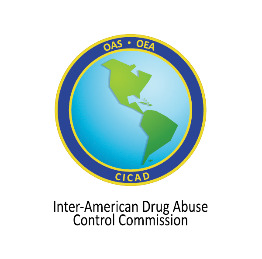 OAS • OEA
CICAD
Inter-American Drug Abuse
Control Commission